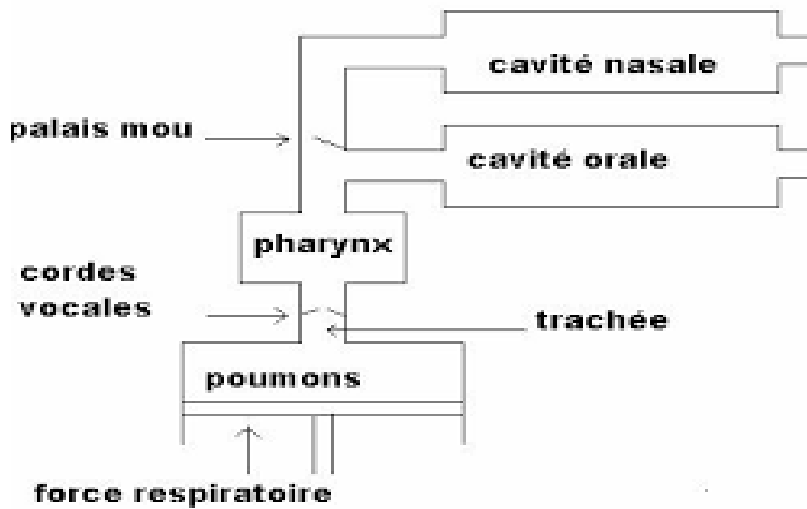 cavité nasale
palais mou
cavité orale
pharynx
cordes
vocales
trachée
poumons
force respiratoire